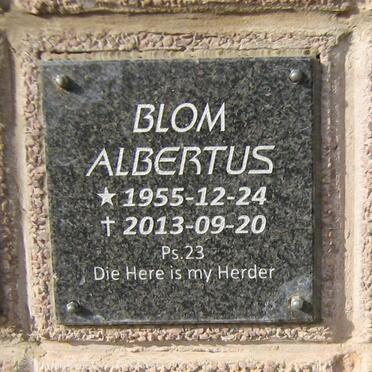 BLOM
ALBERTUS
★ 1955-12-24
✝ 2013-09-20
Ps.23
Die Here is my Herder